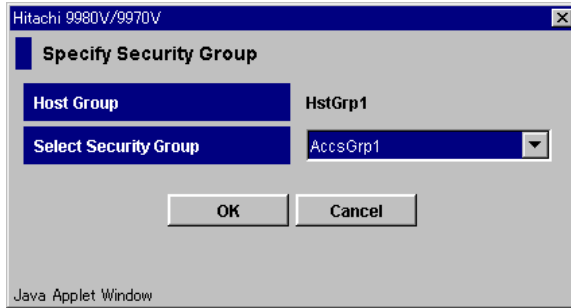 Hitachi 9980V/9970V
Specify Security Group
Host Group HstGrp1
Select Security Group AccsGrp1
OK Cancel
Java Applet Window